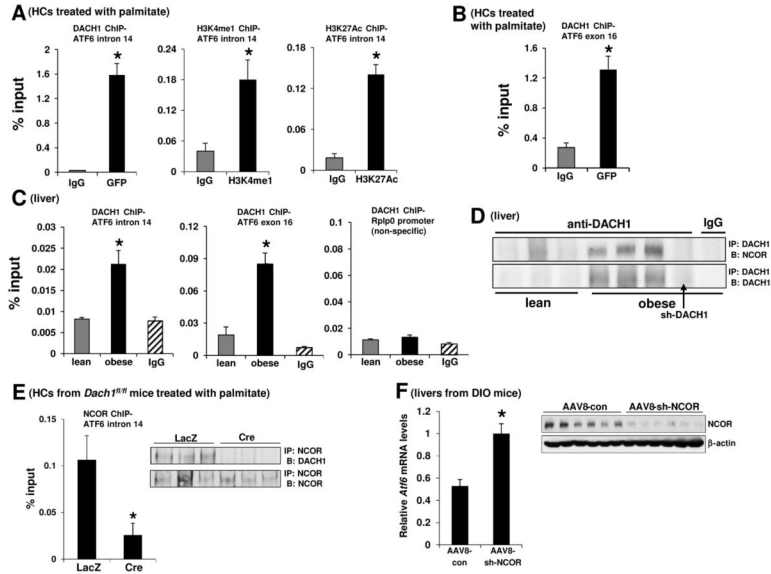 A (HCs treated with palmitate)
DACH1 ChIP-
ATF6 intron 14
% input
2
1.6
1.2
0.8
0.4
0
*
IgG GFP
H3K4me1 ChIP-
ATF6 intron 14
0.24
0.18
0.12
0.06
0
*
IgG H3K4me1
H3K27Ac ChIP-
ATF6 intron 14
0.18
0.12
0.06
0
*
IgG H3K27Ac
B (HCs treated
with palmitate)
DACH1 ChIP-
ATF6 exon 16
% input
1.6
1.2
0.8
0.4
0
*
IgG GFP
C (liver)
DACH1 ChIP-
ATF6 intron 14
% input
0.03
0.025
0.02
0.015
0.01
0.005
0
*
lean obese IgG
DACH1 ChIP-
ATF6 exon 16
0.12
0.09
0.06
0.03
0
*
lean obese IgG
DACH1 ChIP-
Rplp0 promoter
(non-specific)
0.1
0.08
0.06
0.04
0.02
0
lean obese IgG
D (liver)
anti-DACH1 IgG
IP: DACH1
B: NCOR
IP: DACH1
B: DACH1
lean obese
sh-DACH1
E (HCs from Dach1fl/fl mice treated with palmitate)
NCOR ChIP-
ATF6 intron 14
% input
0.15
0.1
0.05
0
*
LacZ Cre
LacZ Cre
IP: NCOR
B: DACH1
IP: NCOR
B: NCOR
F (livers from DIO mice)
Relative Atf6 mRNA levels
1.2
1
0.8
0.6
0.4
0.2
0
*
AAV8-
con
AAV8-
sh-NCOR
AAV8-con AAV8-sh-NCOR
NCOR
β-actin